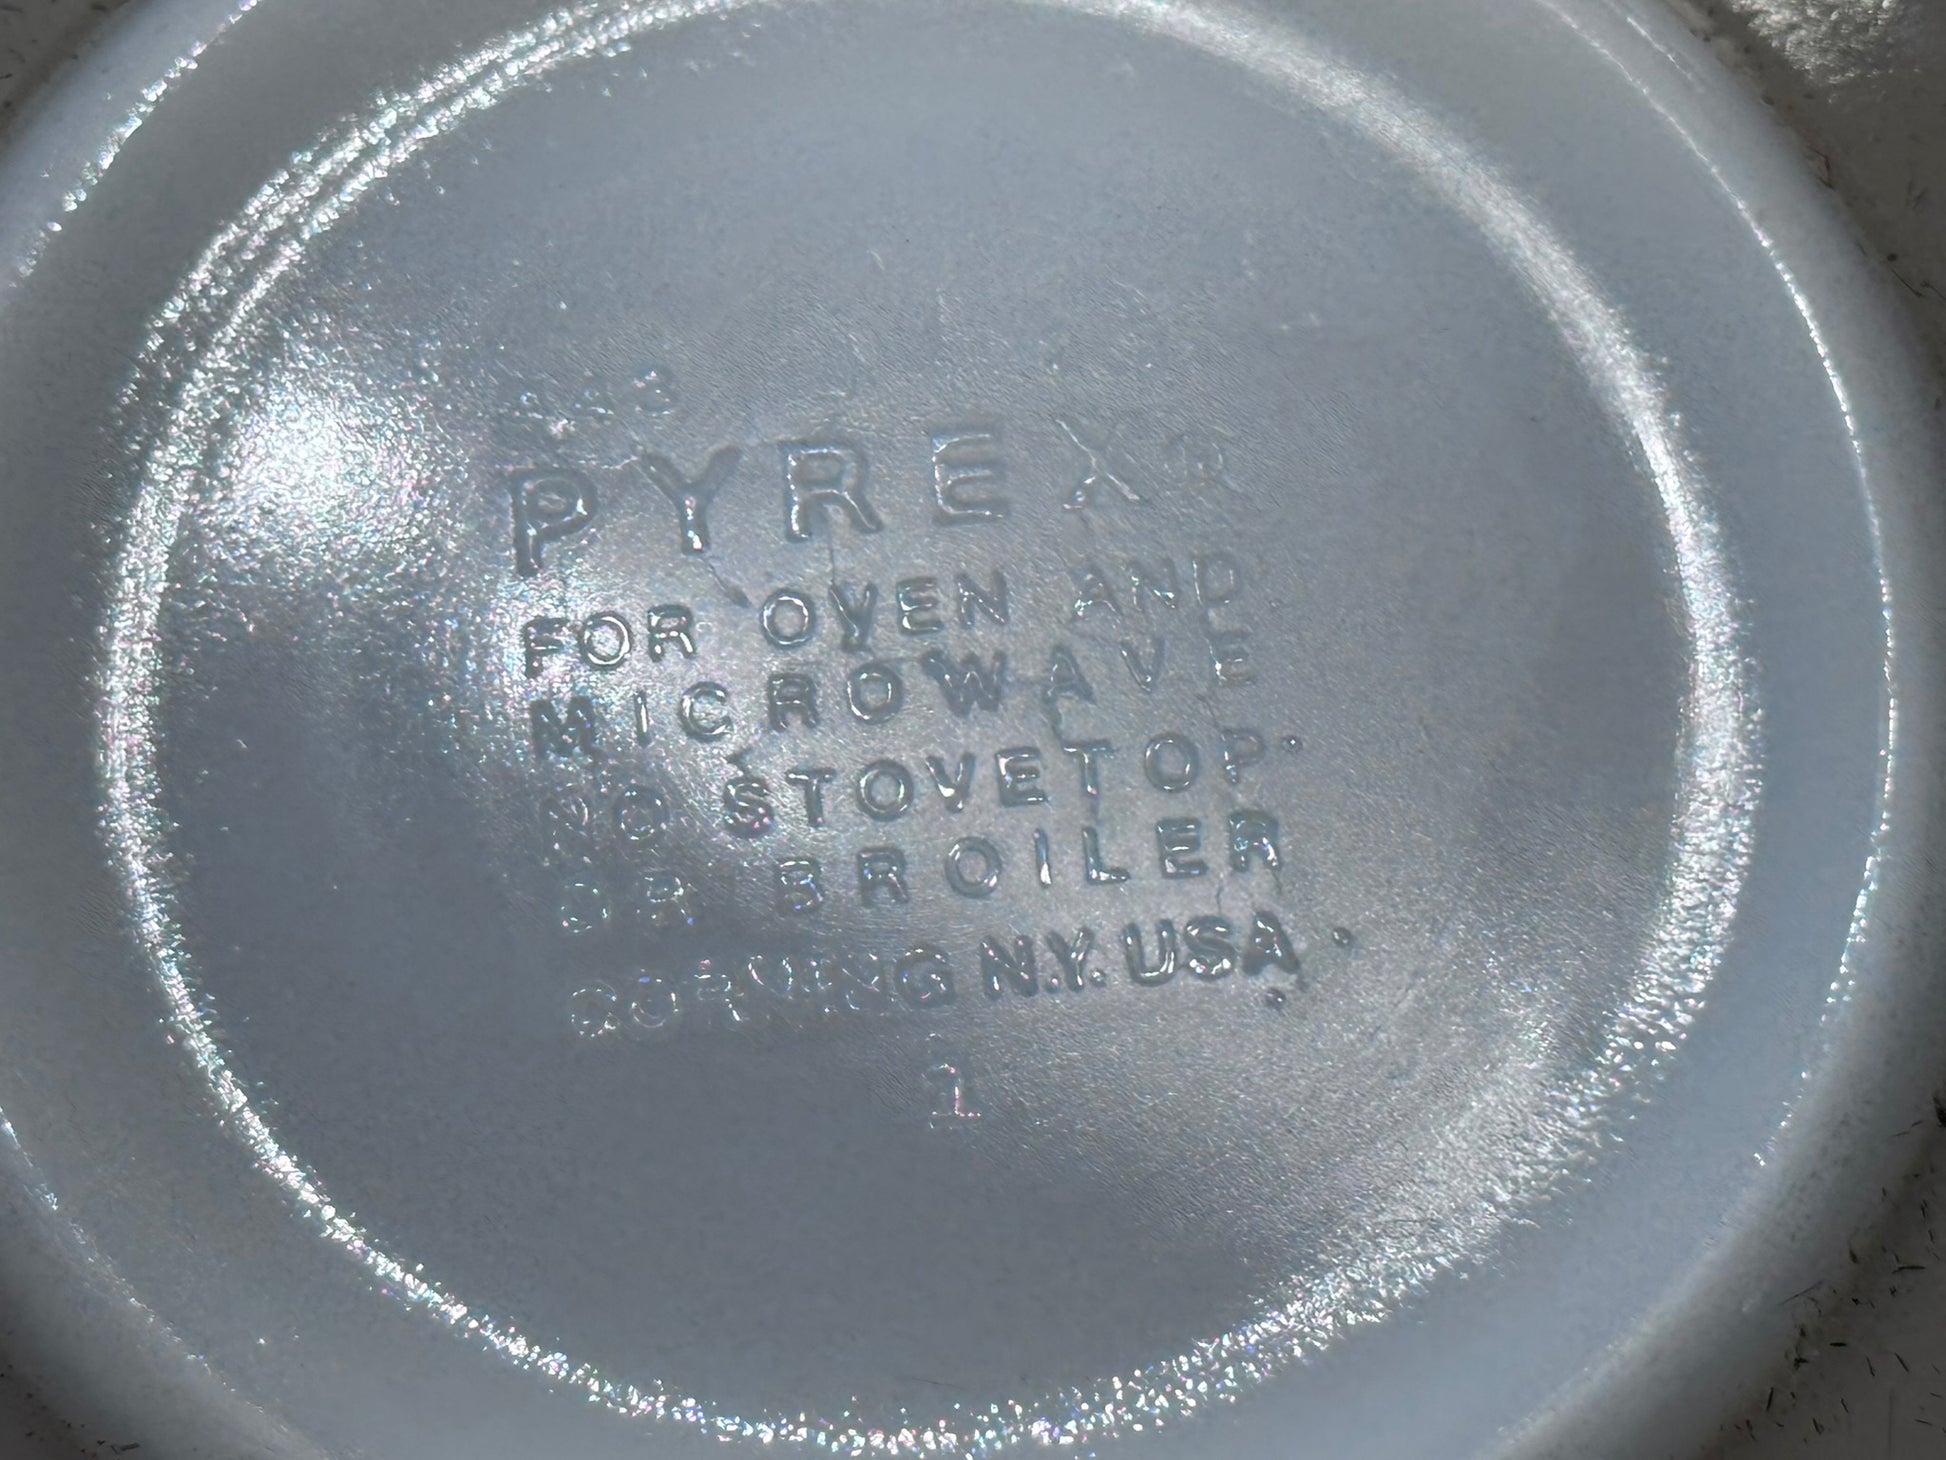 PYREX®
FOR OVEN AND
MICROWAVE
NO STOVETOP
OR BROILER
CORNING N.Y. USA
1